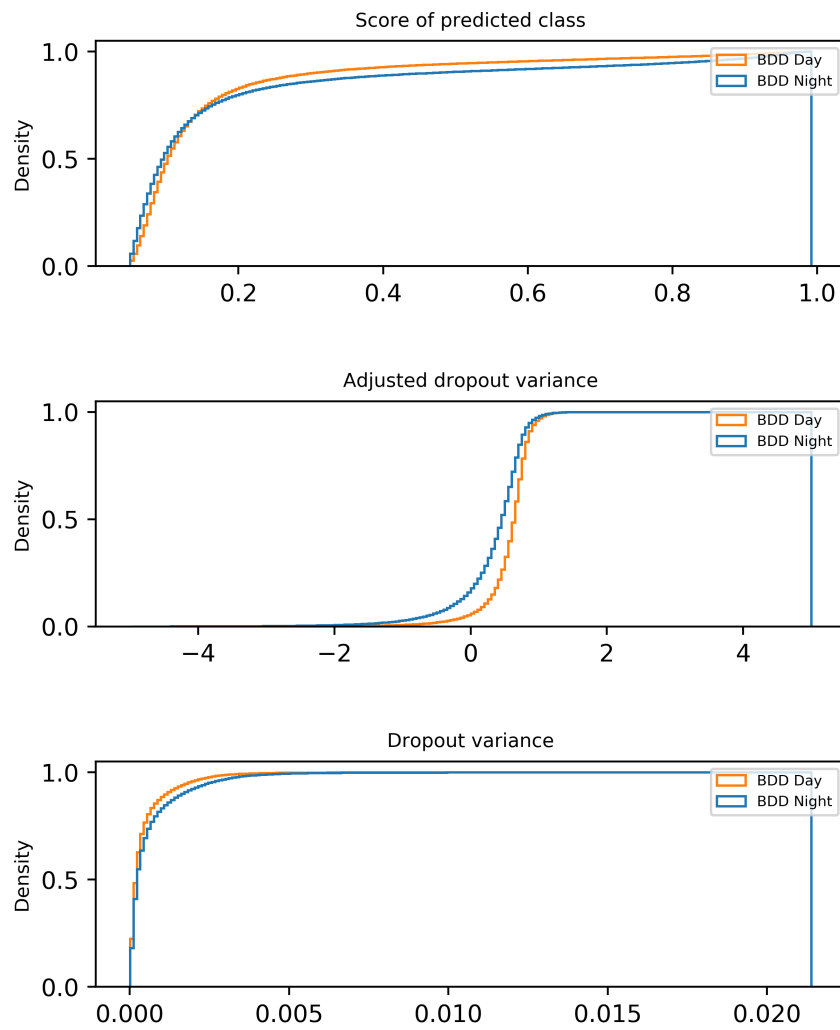 Score of predicted class
Density
1.0
0.5
0.0
BDD Day
BDD Night
0.2 0.4 0.6 0.8 1.0
Adjusted dropout variance
Density
1.0
0.5
0.0
BDD Day
BDD Night
−4 −2 0 2 4
Dropout variance
Density
1.0
0.5
0.0
BDD Day
BDD Night
0.000 0.005 0.010 0.015 0.020